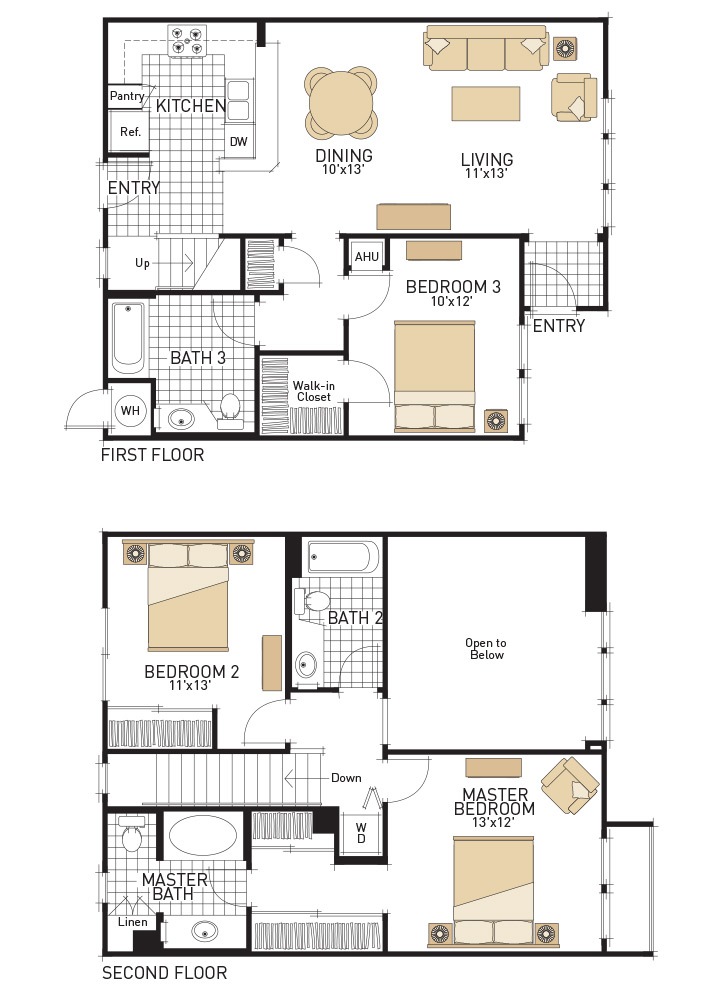 Pantry
KITCHEN
Ref.
DW
DINING
10'x13'
LIVING
11'x13'
ENTRY
Up
AHU
BEDROOM 3
10'x12'
ENTRY
BATH 3
Walk-in
Closet
WH
FIRST FLOOR
BATH 2
Open to
Below
BEDROOM 2
11'x13'
Down
MASTER
BEDROOM
13'x12'
W
D
MASTER
BATH
Linen
SECOND FLOOR